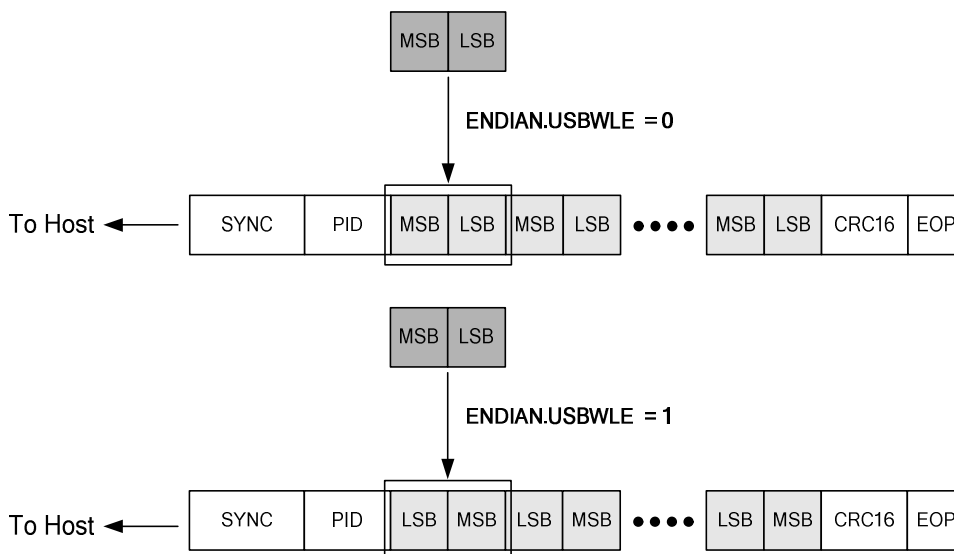 MSB LSB
ENDIAN.USBWLE = 0
To Host SYNC PID MSB LSB MSB LSB MSB LSB CRC16 EOP
MSB LSB
ENDIAN.USBWLE = 1
To Host SYNC PID LSB MSB LSB MSB LSB MSB CRC16 EOP